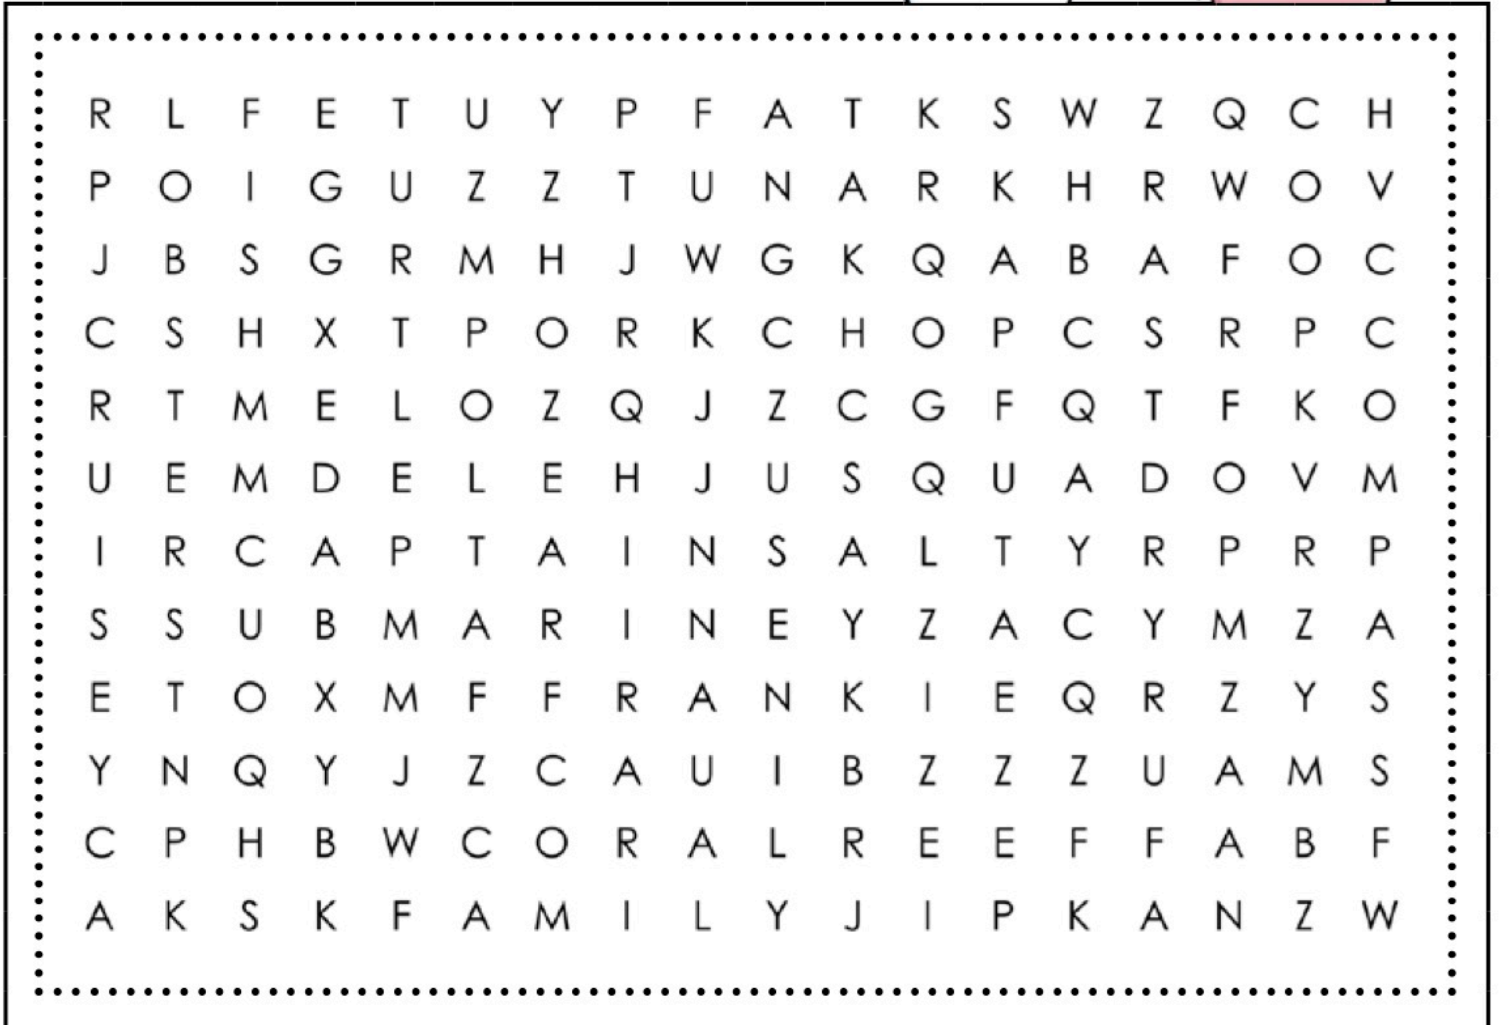 R L F E T U Y P F A T K S W Z Q C H
P O I G U Z Z T U N A R K H R W O V
J B S G R M H J W G K Q A B A F O C
C S H X T P O R K C H O P C S R P C
R T M E L O Z Q J Z C G F Q T F K O
U E M D E L E H J U S Q U A D O V M
I R C A P T A I N S A L T Y R P R P
S S U B M A R I N E Y Z A C Y M Z A
E T O X M F F R A N K I E Q R Z Y S
Y N Q Y J Z C A U I B Z Z Z U A M S
C P H B W C O R A L R E E F F A B F
A K S K F A M I L Y J I P K A N Z W